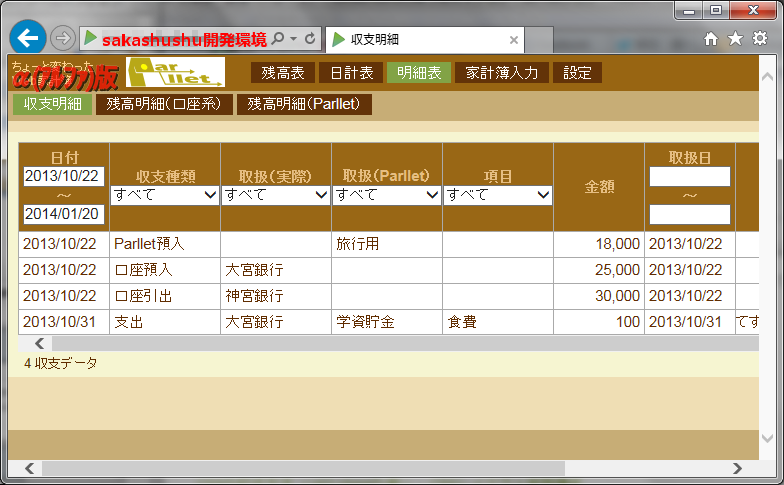 sakashushu開発環境
収支明細
ちょっと変わった
α(アルファ)版
Parllet
残高表 日計表 明細表 家計簿入力 設定
収支明細 残高明細(口座系) 残高明細(Parllet)
日付 収支種類 取扱(実際) 取扱(Parllet) 項目 金額 取扱日
2013/10/22 ～ 2014/01/20 すべて すべて すべて すべて ～
2013/10/22 Parllet預入 旅行用 18,000 2013/10/22
2013/10/22 口座預入 大宮銀行 25,000 2013/10/22
2013/10/22 口座引出 神宮銀行 30,000 2013/10/22
2013/10/31 支出 大宮銀行 学資貯金 食費 100 2013/10/31 てす
4 収支データ